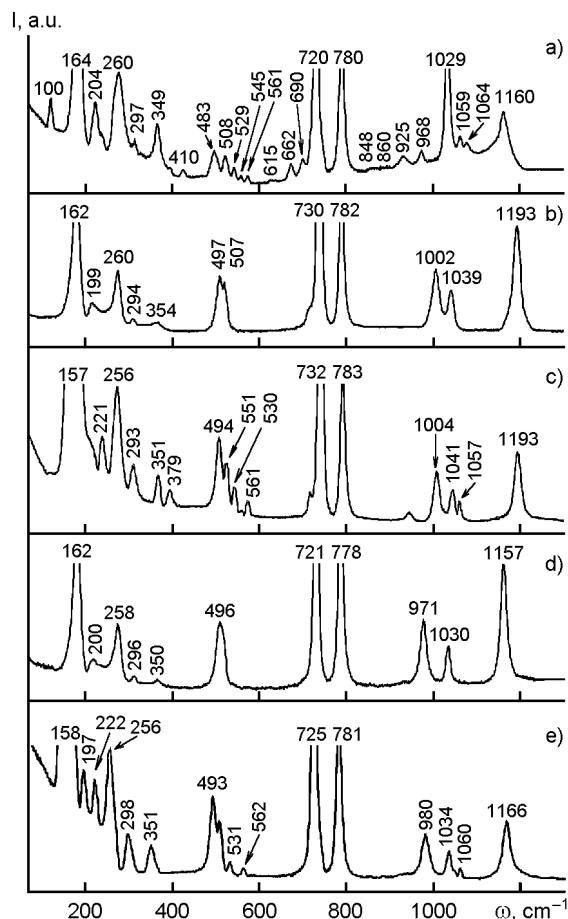 I, a.u.
a)
100 164 204 260 297 349 410 483 508 529 545 561 615 662 690 720 780 848 860 925 968 1029 1059 1064 1160
b)
162 199 260 294 354 497 507 730 782 1002 1039 1193
c)
157 221 256 293 351 379 494 551 530 561 732 783 1004 1041 1057 1193
d)
162 200 258 296 350 496 721 778 971 1030 1157
e)
158 197 222 256 298 351 493 531 562 725 781 980 1034 1060 1166
200 400 600 800 1000 ω, cm⁻¹